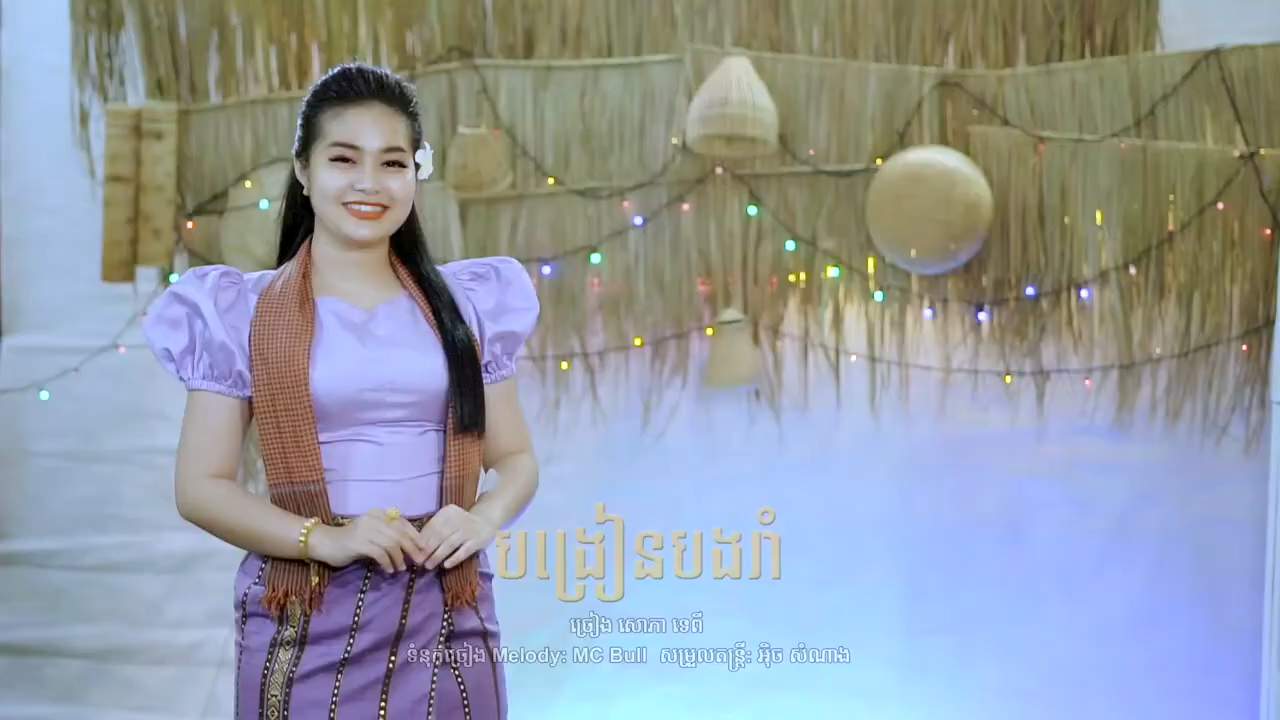 បង្រៀនបងរាំ
ច្រៀង សោភា ទេពី
ទំនុកច្រៀង Melody: MC Bull សម្រួលតន្ត្រី: អ៊ិច សំណាង